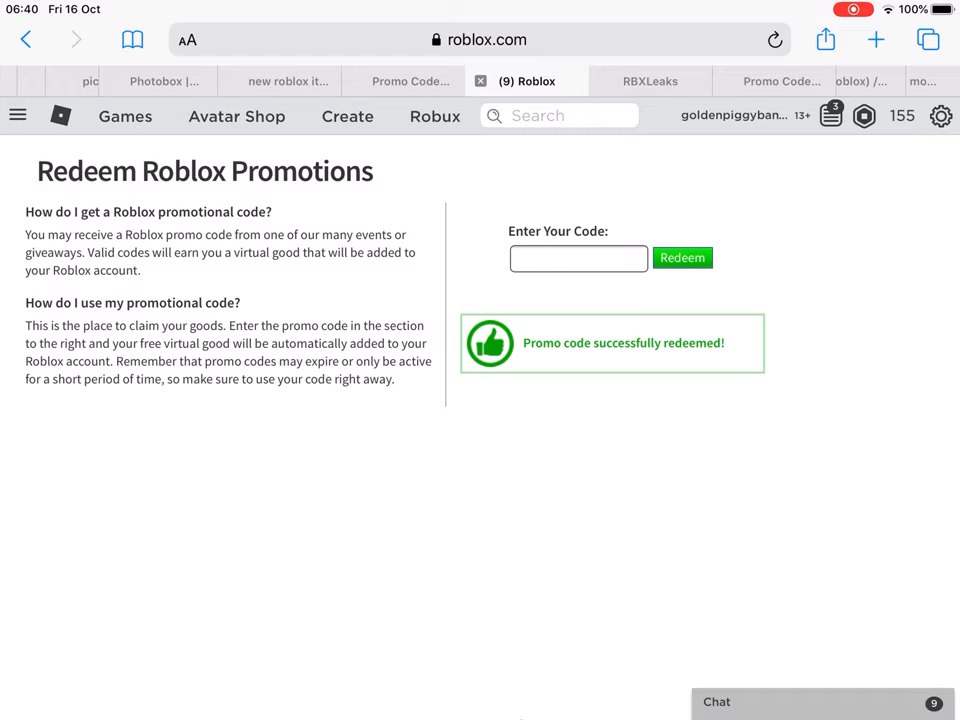 06:40 Fri 16 Oct
100%
AA
roblox.com
pic
Photobox |...
new roblox it...
Promo Code...
(9) Roblox
RBXLeaks
Promo Code...
oblox) /...
mo...
Games
Avatar Shop
Create
Robux
Search
goldenpiggyban... 13+
3
155
Redeem Roblox Promotions
How do I get a Roblox promotional code?
You may receive a Roblox promo code from one of our many events or
giveaways. Valid codes will earn you a virtual good that will be added to
your Roblox account.
How do I use my promotional code?
This is the place to claim your goods. Enter the promo code in the section
to the right and your free virtual good will be automatically added to your
Roblox account. Remember that promo codes may expire or only be active
for a short period of time, so make sure to use your code right away.
Enter Your Code:
Redeem
Promo code successfully redeemed!
Chat
9